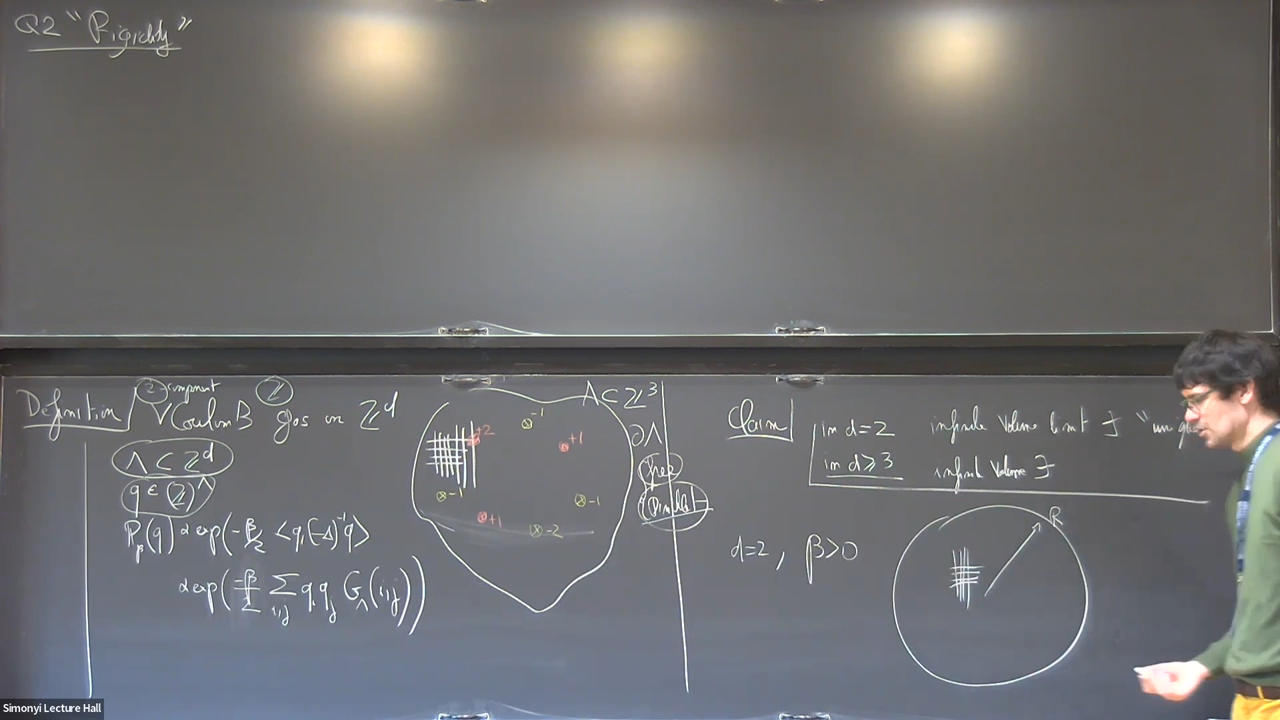 Q2 "Rigidity"
Definition 2-component Coulomb ℤ gas on ℤ^d
Λ ⊂ ℤ^d
q ∈ (ℤ)^Λ
P_β(q) ∝ exp(-β/2 <q,(-Δ)^{-1}q>)
∝ exp(-β/2 ∑_{i,j} q_i q_j G_Λ(i,j))
Λ ⊂ ℤ^3
∂Λ
free
+2
-1
+1
-1
-1
+1
-2
Claim
in d=2 infinite volume limit ∃
in d≥3 infinite volume ∃
d=2, β>0
R
Simonyi Lecture Hall